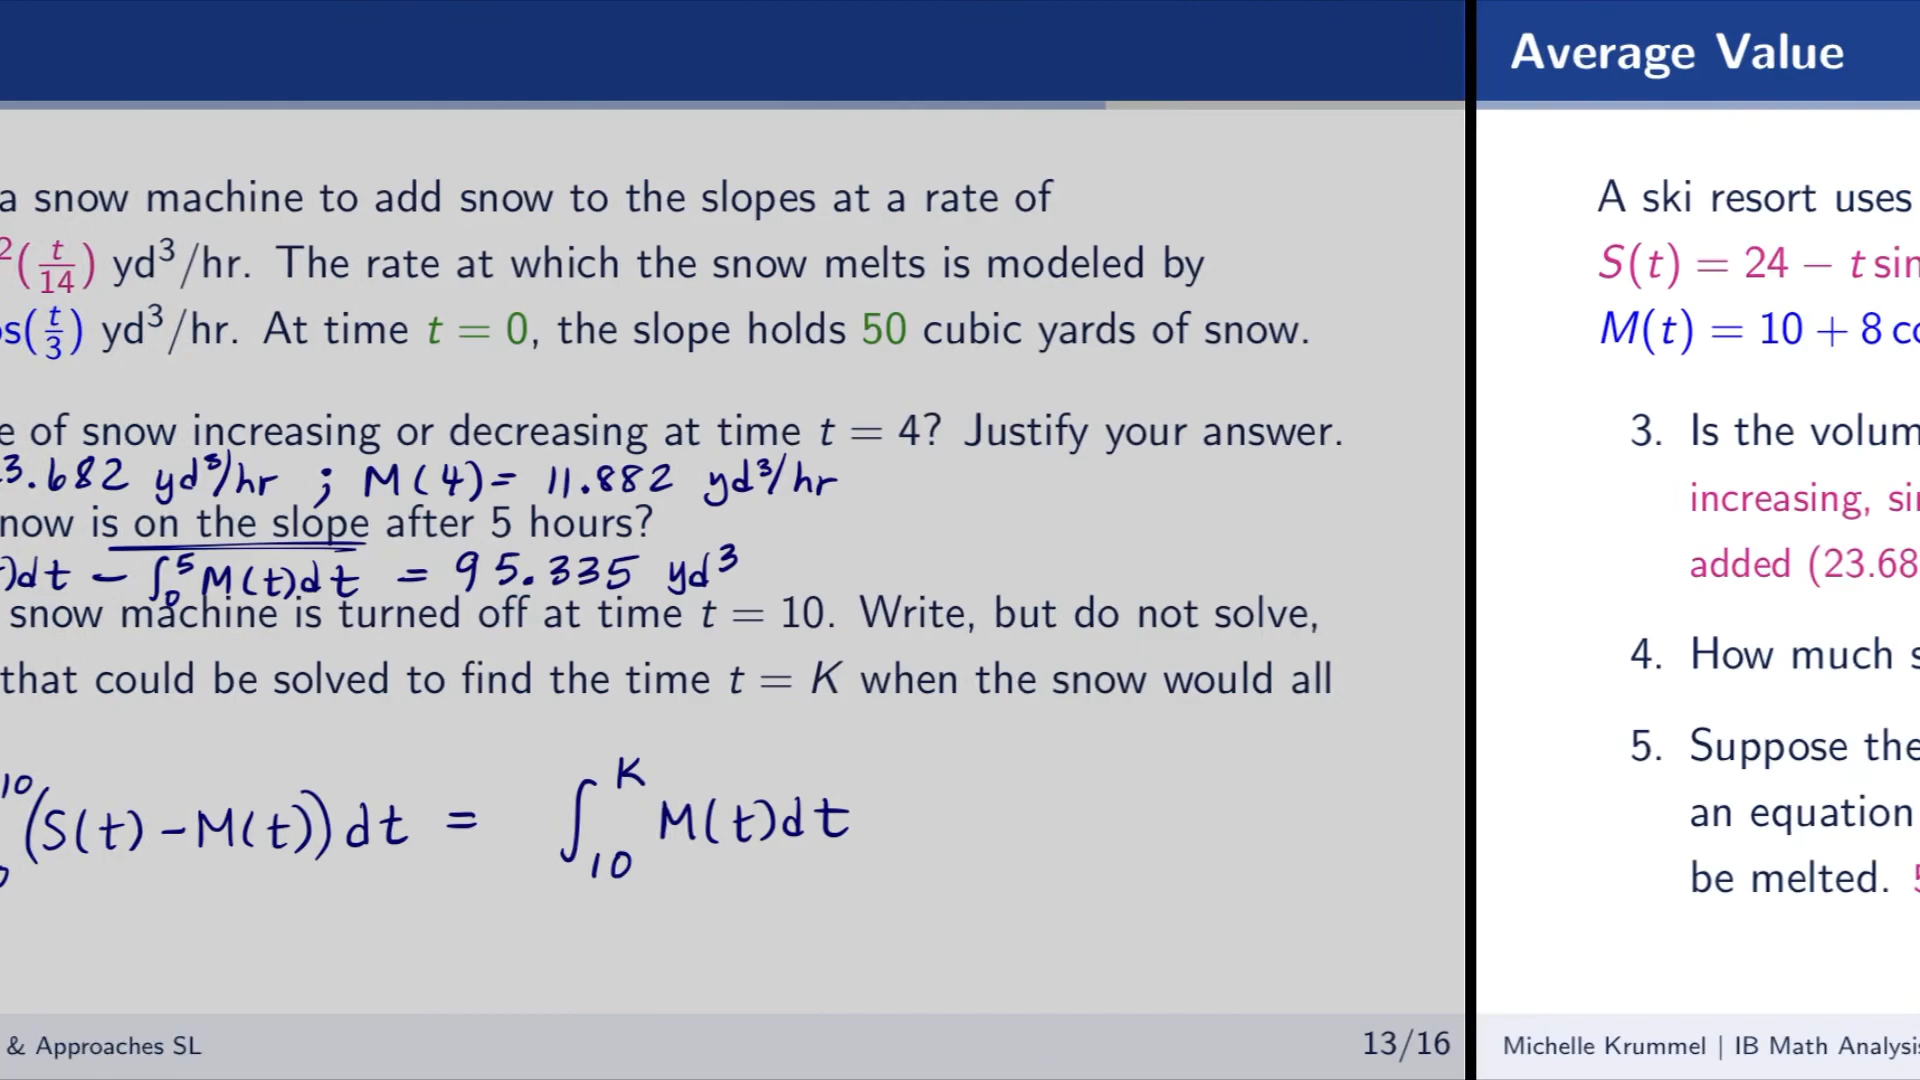 a snow machine to add snow to the slopes at a rate of
²(t/14) yd³/hr. The rate at which the snow melts is modeled by
os(t/3) yd³/hr. At time t = 0, the slope holds 50 cubic yards of snow.
e of snow increasing or decreasing at time t = 4? Justify your answer.
3.682 yd³/hr ; M(4)= 11.882 yd³/hr
now is on the slope after 5 hours?
)dt − ∫₀⁵ M(t)dt = 95.335 yd³
snow machine is turned off at time t = 10. Write, but do not solve,
that could be solved to find the time t = K when the snow would all
10 (S(t) −M(t)) dt = ∫₁₀ᴷ M(t)dt
& Approaches SL 13/16
Average Value
A ski resort uses
S(t) = 24 − t sin
M(t) = 10 + 8 co
3. Is the volum
increasing, sin
added (23.68
4. How much s
5. Suppose the
an equation
be melted. 5
Michelle Krummel | IB Math Analysis